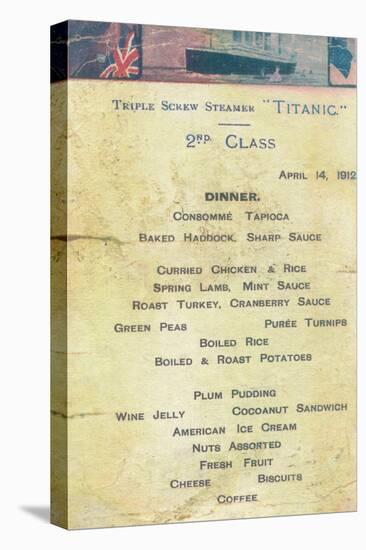 Triple Screw Steamer "Titanic."
2ND Class
April 14, 1912
DINNER.
Consommé Tapioca
Baked Haddock, Sharp Sauce
Curried Chicken & Rice
Spring Lamb, Mint Sauce
Roast Turkey, Cranberry Sauce
Green Peas Purée Turnips
Boiled Rice
Boiled & Roast Potatoes
Plum Pudding
Wine Jelly Cocoanut Sandwich
American Ice Cream
Nuts Assorted
Fresh Fruit
Cheese Biscuits
Coffee